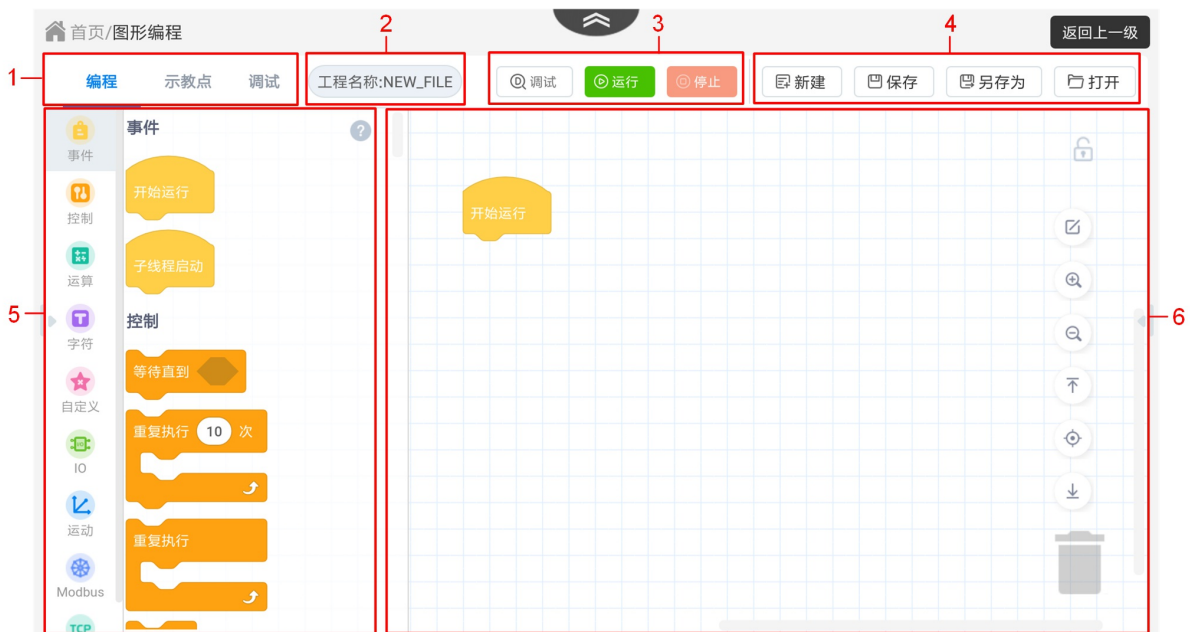 首页/图形编程
返回上一级
1
2
3
4
编程 示教点 调试
工程名称:NEW_FILE
调试 运行 停止
新建 保存 另存为 打开
事件
控制
运算
字符
自定义
IO
运动
Modbus
TCP
5
事件
?
开始运行
子线程启动
控制
等待直到
重复执行 10 次
重复执行
开始运行
6